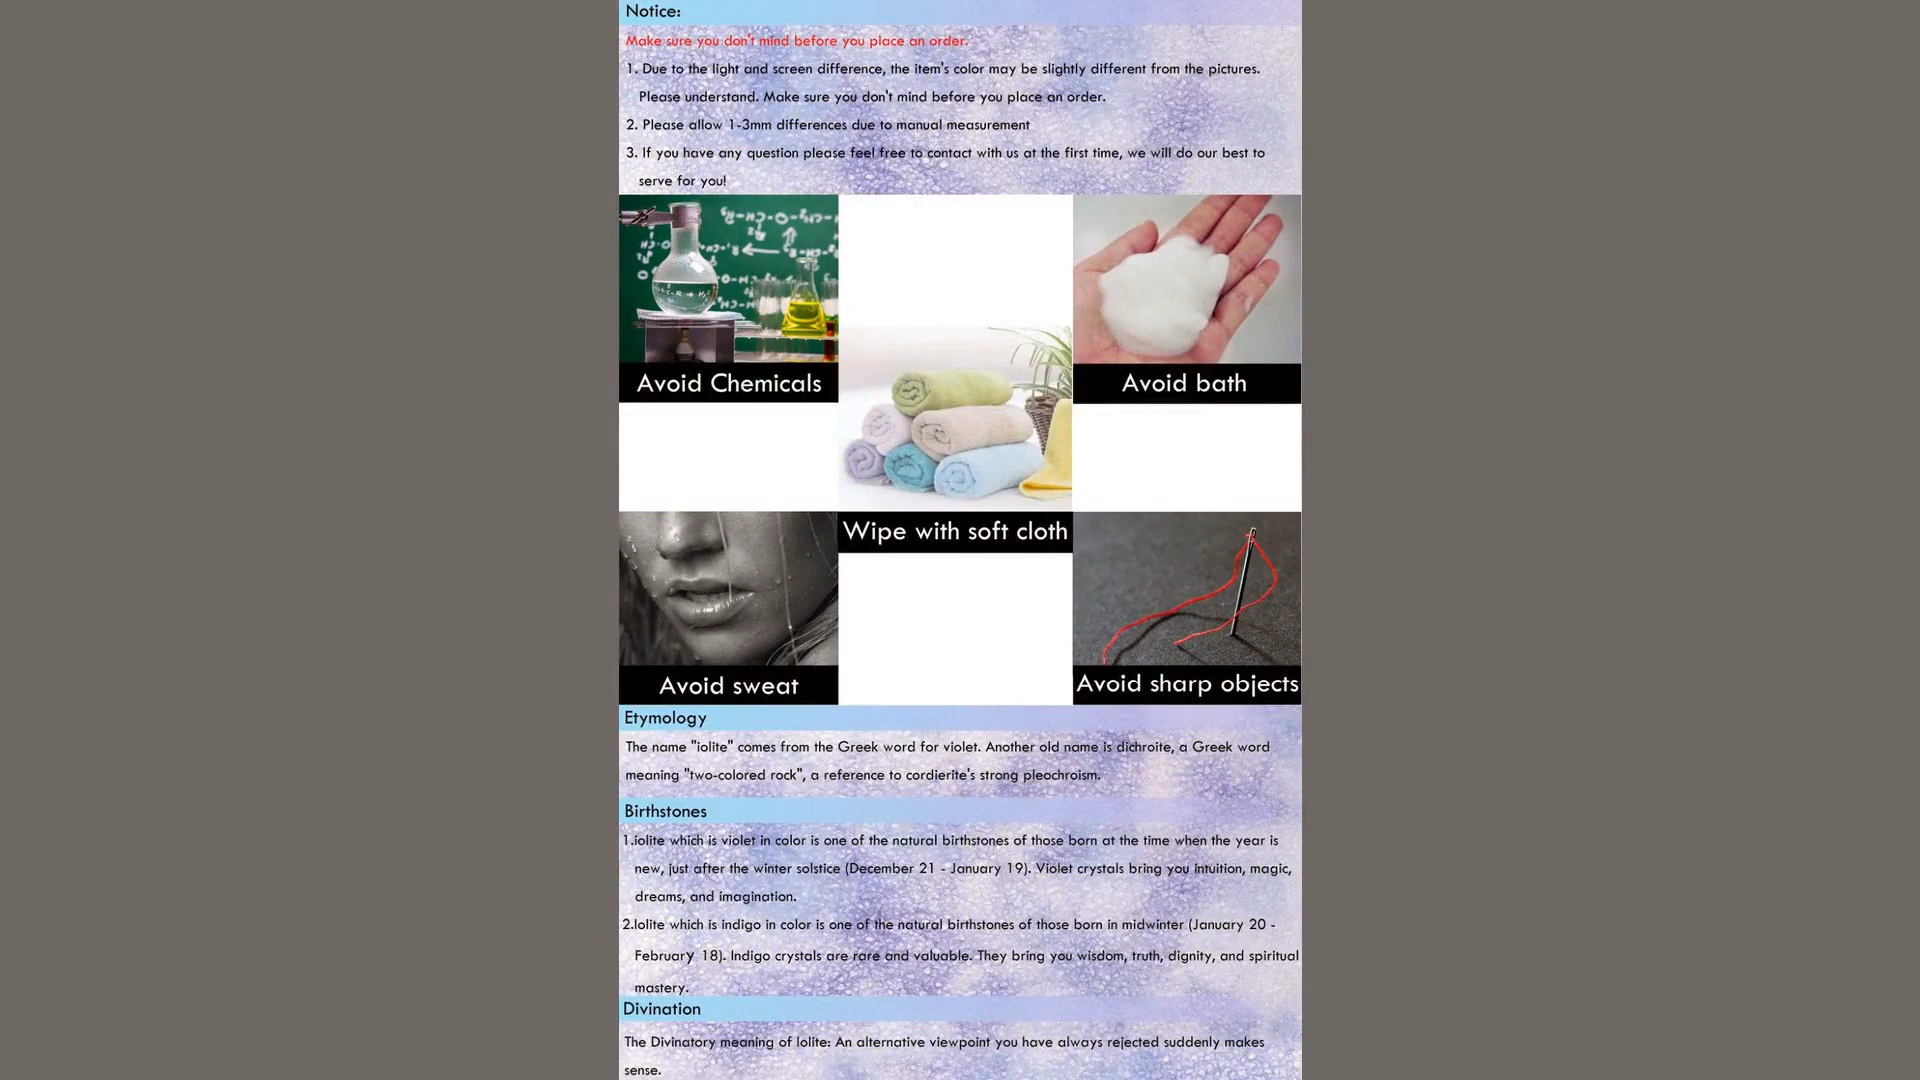 Notice:
Make sure you don't mind before you place an order.
1. Due to the light and screen difference, the item's color may be slightly different from the pictures.
Please understand. Make sure you don't mind before you place an order.
2. Please allow 1-3mm differences due to manual measurement
3. If you have any question please feel free to contact with us at the first time, we will do our best to
serve for you!
Avoid Chemicals
Avoid bath
Wipe with soft cloth
Avoid sweat
Avoid sharp objects
Etymology
The name "iolite" comes from the Greek word for violet. Another old name is dichroite, a Greek word
meaning "two-colored rock", a reference to cordierite's strong pleochroism.
Birthstones
1.iolite which is violet in color is one of the natural birthstones of those born at the time when the year is
new, just after the winter solstice (December 21 - January 19). Violet crystals bring you intuition, magic,
dreams, and imagination.
2.Iolite which is indigo in color is one of the natural birthstones of those born in midwinter (January 20 -
February 18). Indigo crystals are rare and valuable. They bring you wisdom, truth, dignity, and spiritual
mastery.
Divination
The Divinatory meaning of Iolite: An alternative viewpoint you have always rejected suddenly makes
sense.